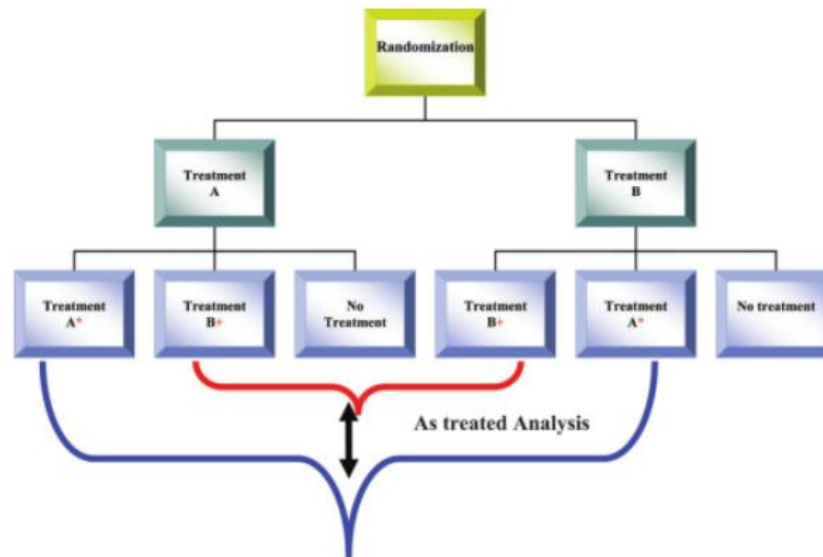 Randomization
Treatment
A
Treatment
B
Treatment
A*
Treatment
B+
No
Treatment
Treatment
B+
Treatment
A*
No treatment
As treated Analysis